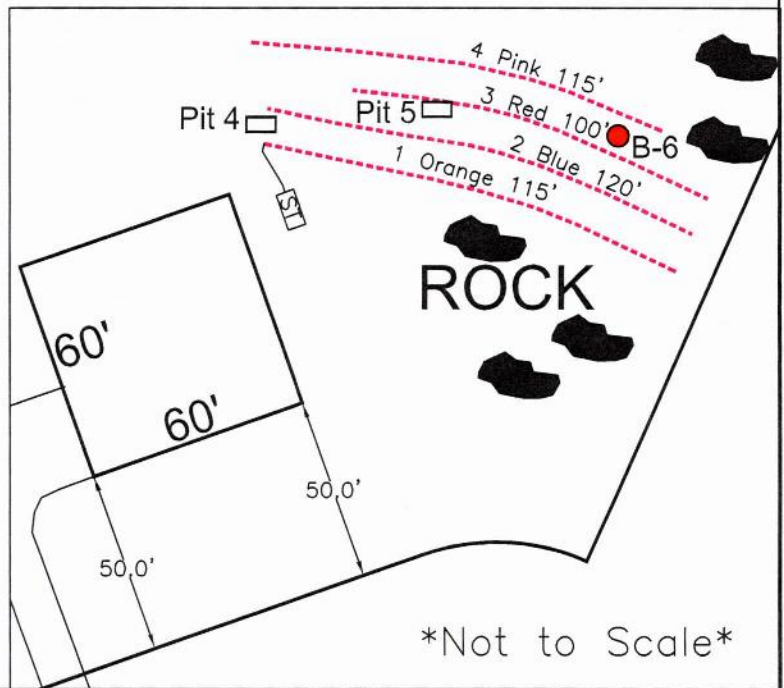 4 Pink 115'
Pit 4
Pit 5
3 Red 100'
B-6
2 Blue 120'
1 Orange 115'
ST
ROCK
60'
60'
50.0'
50.0'
*Not to Scale*